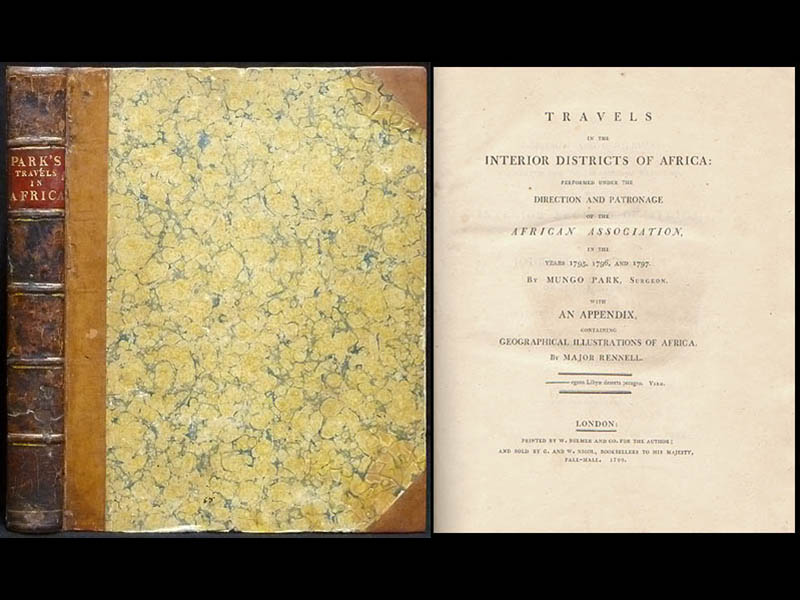 PARK'S
TRAVELS
IN
AFRICA
TRAVELS
IN THE
INTERIOR DISTRICTS OF AFRICA:
PERFORMED UNDER THE
DIRECTION AND PATRONAGE
OF THE
AFRICAN ASSOCIATION,
IN THE
YEARS 1795, 1796, AND 1797.
BY MUNGO PARK, SURGEON.
WITH
AN APPENDIX,
CONTAINING
GEOGRAPHICAL ILLUSTRATIONS OF AFRICA.
BY MAJOR RENNELL.
egens Libyæ deserta peragro. VIRG.
LONDON:
PRINTED BY W. BULMER AND CO. FOR THE AUTHOR;
AND SOLD BY G. AND W. NICOL, BOOKSELLERS TO HIS MAJESTY,
PALL-MALL.